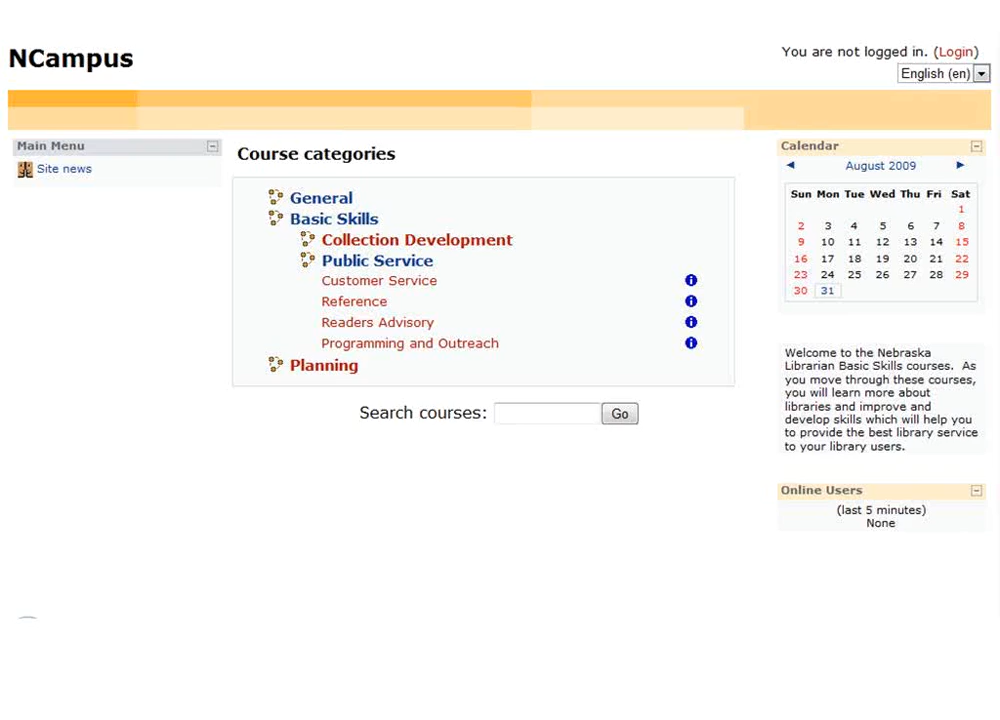 NCampus
You are not logged in. (Login)
English (en)
Main Menu
Site news
Course categories
General
Basic Skills
Collection Development
Public Service
Customer Service
Reference
Readers Advisory
Programming and Outreach
Planning
Search courses: Go
Calendar
August 2009
Sun Mon Tue Wed Thu Fri Sat
1
2 3 4 5 6 7 8
9 10 11 12 13 14 15
16 17 18 19 20 21 22
23 24 25 26 27 28 29
30 31
Welcome to the Nebraska
Librarian Basic Skills courses. As
you move through these courses,
you will learn more about
libraries and improve and
develop skills which will help you
to provide the best library service
to your library users.
Online Users
(last 5 minutes)
None